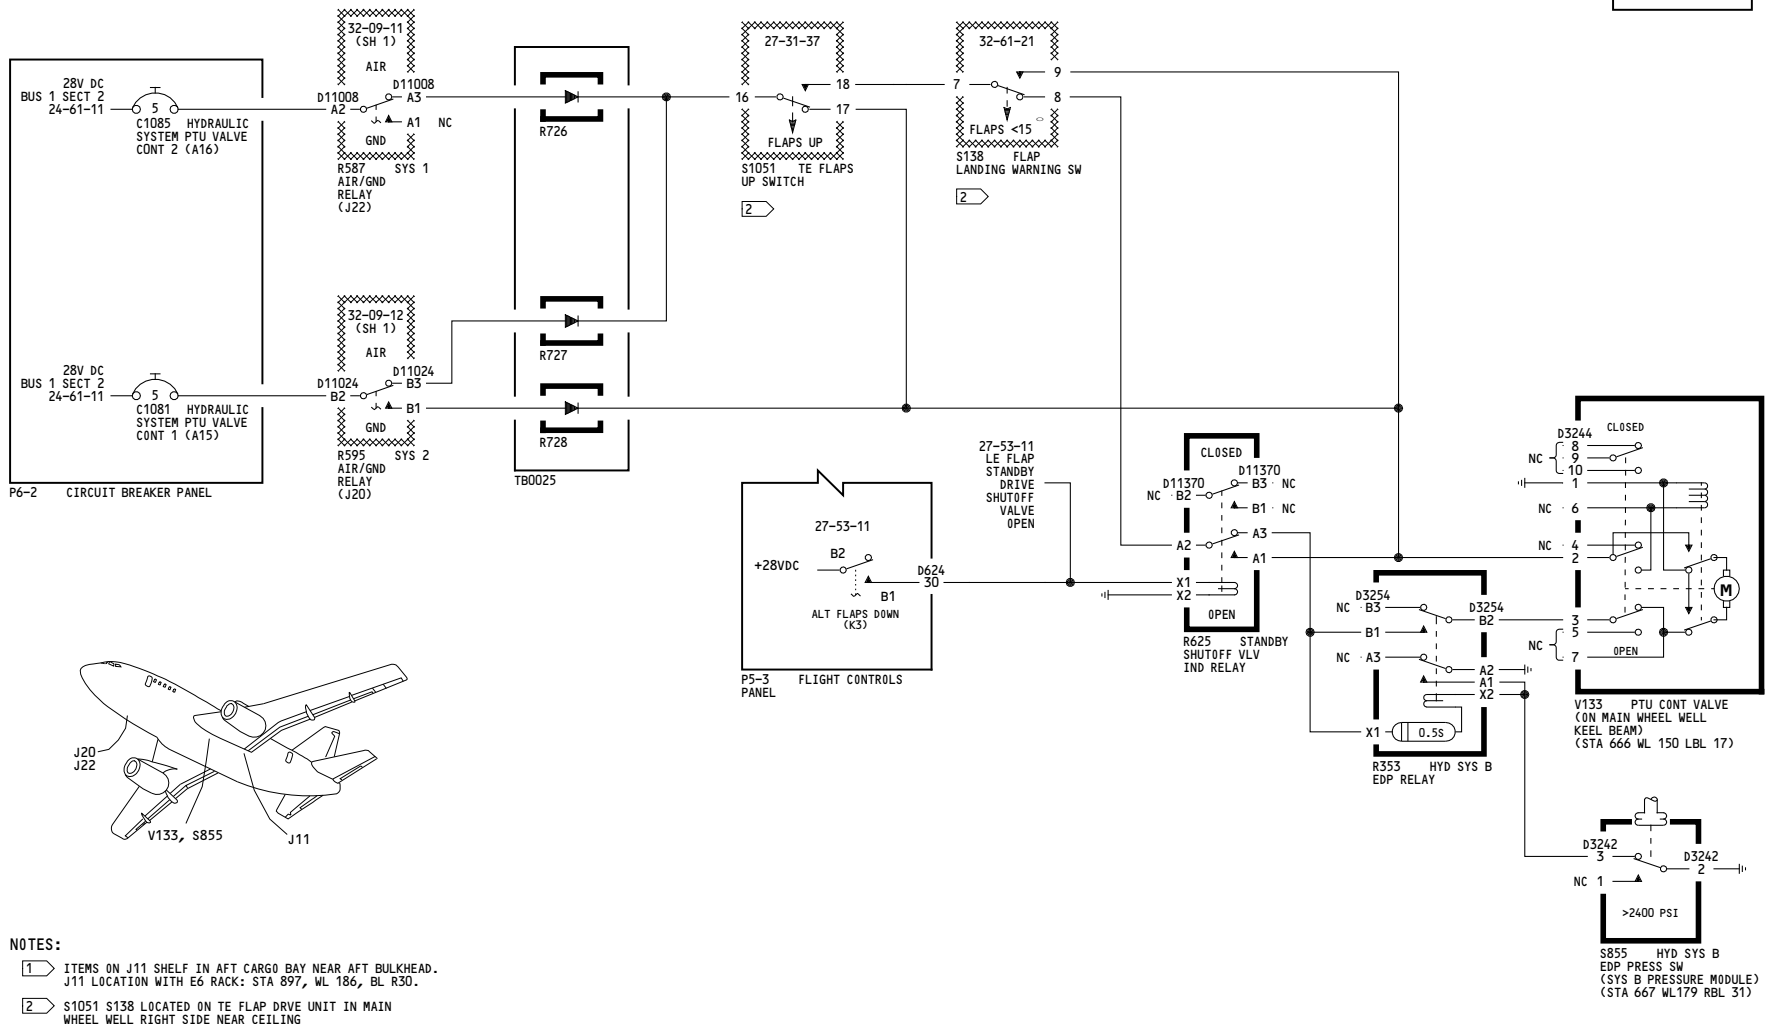 28V DC
BUS 1 SECT 2
24-61-11
5
C1085 HYDRAULIC
SYSTEM PTU VALVE
CONT 2 (A16)
28V DC
BUS 1 SECT 2
24-61-11
5
C1081 HYDRAULIC
SYSTEM PTU VALVE
CONT 1 (A15)
P6-2 CIRCUIT BREAKER PANEL
32-09-11
(SH 1)
AIR
D11008
D11008
A3
A2
A1 NC
GND
R587 SYS 1
AIR/GND
RELAY
(J22)
32-09-12
(SH 1)
AIR
D11024
D11024
B3
B2
B1
GND
R595 SYS 2
AIR/GND
RELAY
(J20)
R726
R727
R728
TB0025
27-31-37
18
16
17
FLAPS UP
S1051 TE FLAPS
UP SWITCH
2
32-61-21
9
7
8
FLAPS <15
S138 FLAP
LANDING WARNING SW
2
27-53-11
LE FLAP
STANDBY
DRIVE
SHUTOFF
VALVE
OPEN
27-53-11
B2
+28VDC
D624
30
B1
ALT FLAPS DOWN
(K3)
P5-3 FLIGHT CONTROLS
PANEL
CLOSED
D11370
D11370
B3 NC
NC B2
B1 NC
A3
A2
A1
X1
X2
OPEN
R625 STANDBY
SHUTOFF VLV
IND RELAY
D3254
D3254
NC B3
B2
B1
NC A3
A2
A1
X2
X1
0.5S
R353 HYD SYS B
EDP RELAY
D3244
CLOSED
8
NC 9
10
1
NC 6
NC 4
2
M
3
5
NC
7
OPEN
V133 PTU CONT VALVE
(ON MAIN WHEEL WELL
KEEL BEAM)
(STA 666 WL 150 LBL 17)
D3242
3
D3242
2
NC 1
>2400 PSI
S855 HYD SYS B
EDP PRESS SW
(SYS B PRESSURE MODULE)
(STA 667 WL179 RBL 31)
J20
J22
V133, S855
J11
NOTES:
1 ITEMS ON J11 SHELF IN AFT CARGO BAY NEAR AFT BULKHEAD.
J11 LOCATION WITH E6 RACK: STA 897, WL 186, BL R30.
2 S1051 S138 LOCATED ON TE FLAP DRVE UNIT IN MAIN
WHEEL WELL RIGHT SIDE NEAR CEILING